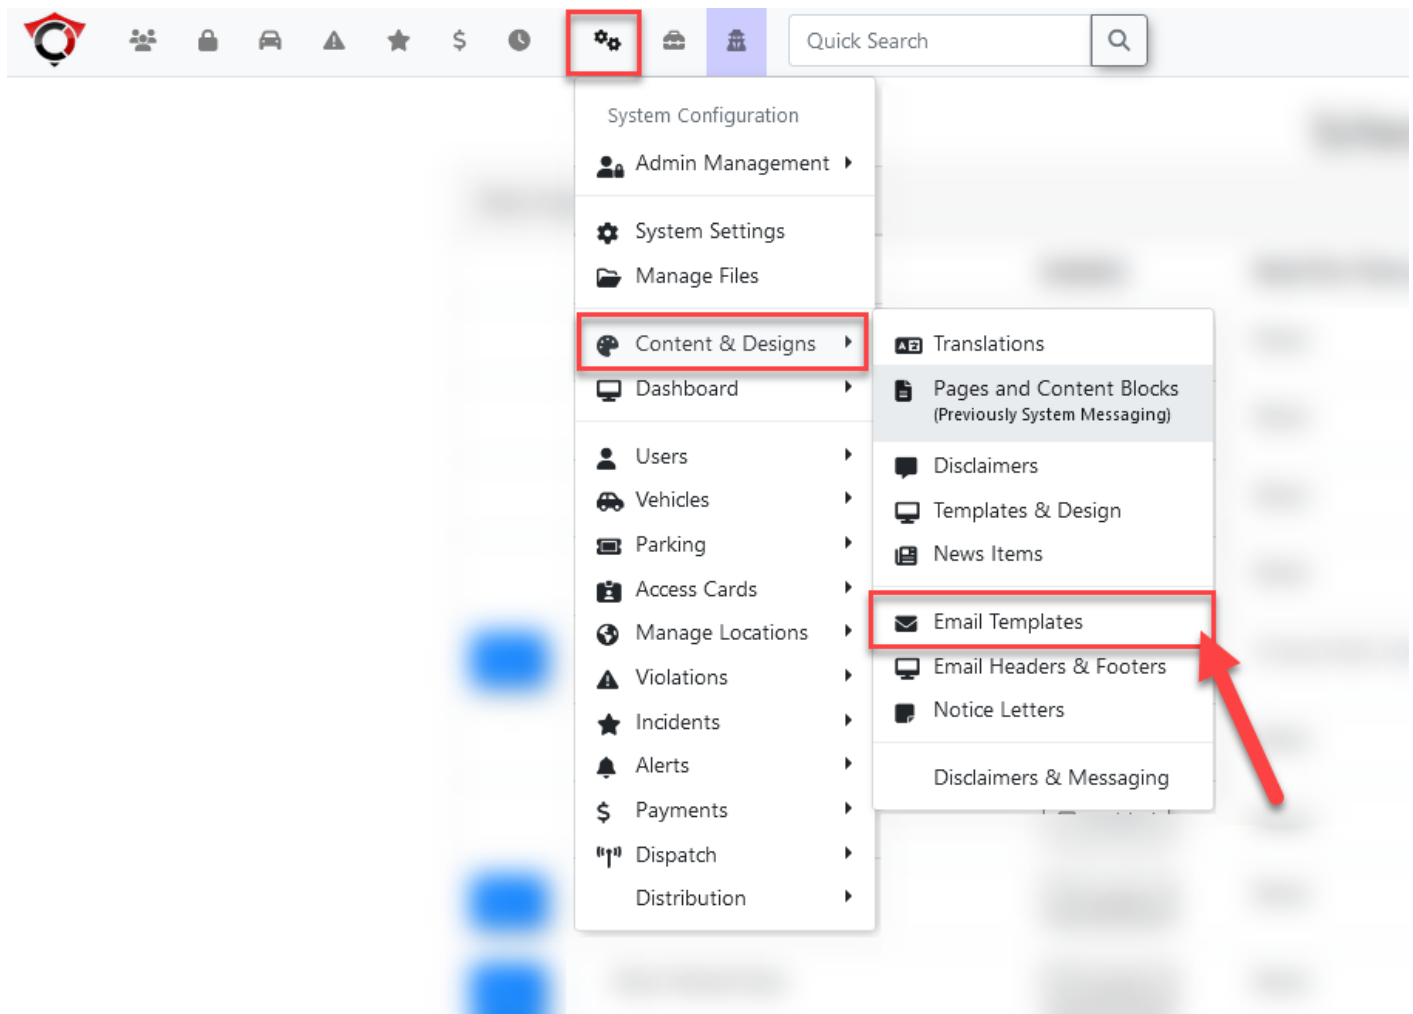 Quick Search
System Configuration
Admin Management
System Settings
Manage Files
Content & Designs
Dashboard
Users
Vehicles
Parking
Access Cards
Manage Locations
Violations
Incidents
Alerts
Payments
Dispatch
Distribution
Translations
Pages and Content Blocks
(Previously System Messaging)
Disclaimers
Templates & Design
News Items
Email Templates
Email Headers & Footers
Notice Letters
Disclaimers & Messaging